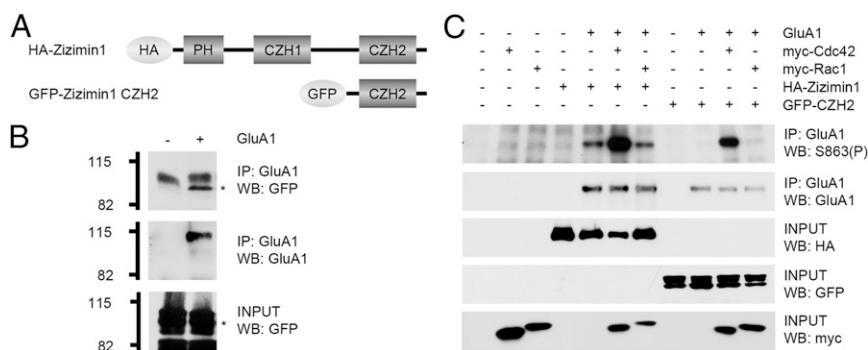 A
HA-Zizimin1 HA PH CZH1 CZH2
GFP-Zizimin1 CZH2 GFP CZH2
B
- + GluA1
115
82
IP: GluA1
WB: GFP
*
115
82
IP: GluA1
WB: GluA1
115
82
INPUT
WB: GFP
*
C
- - - - + + + - + + + GluA1
- + - - - + - - - + - myc-Cdc42
- - + - - - + - - - + myc-Rac1
- - - + + + + - - - - HA-Zizimin1
- - - - - - - + + + + GFP-CZH2
IP: GluA1
WB: S863(P)
IP: GluA1
WB: GluA1
INPUT
WB: HA
INPUT
WB: GFP
INPUT
WB: myc